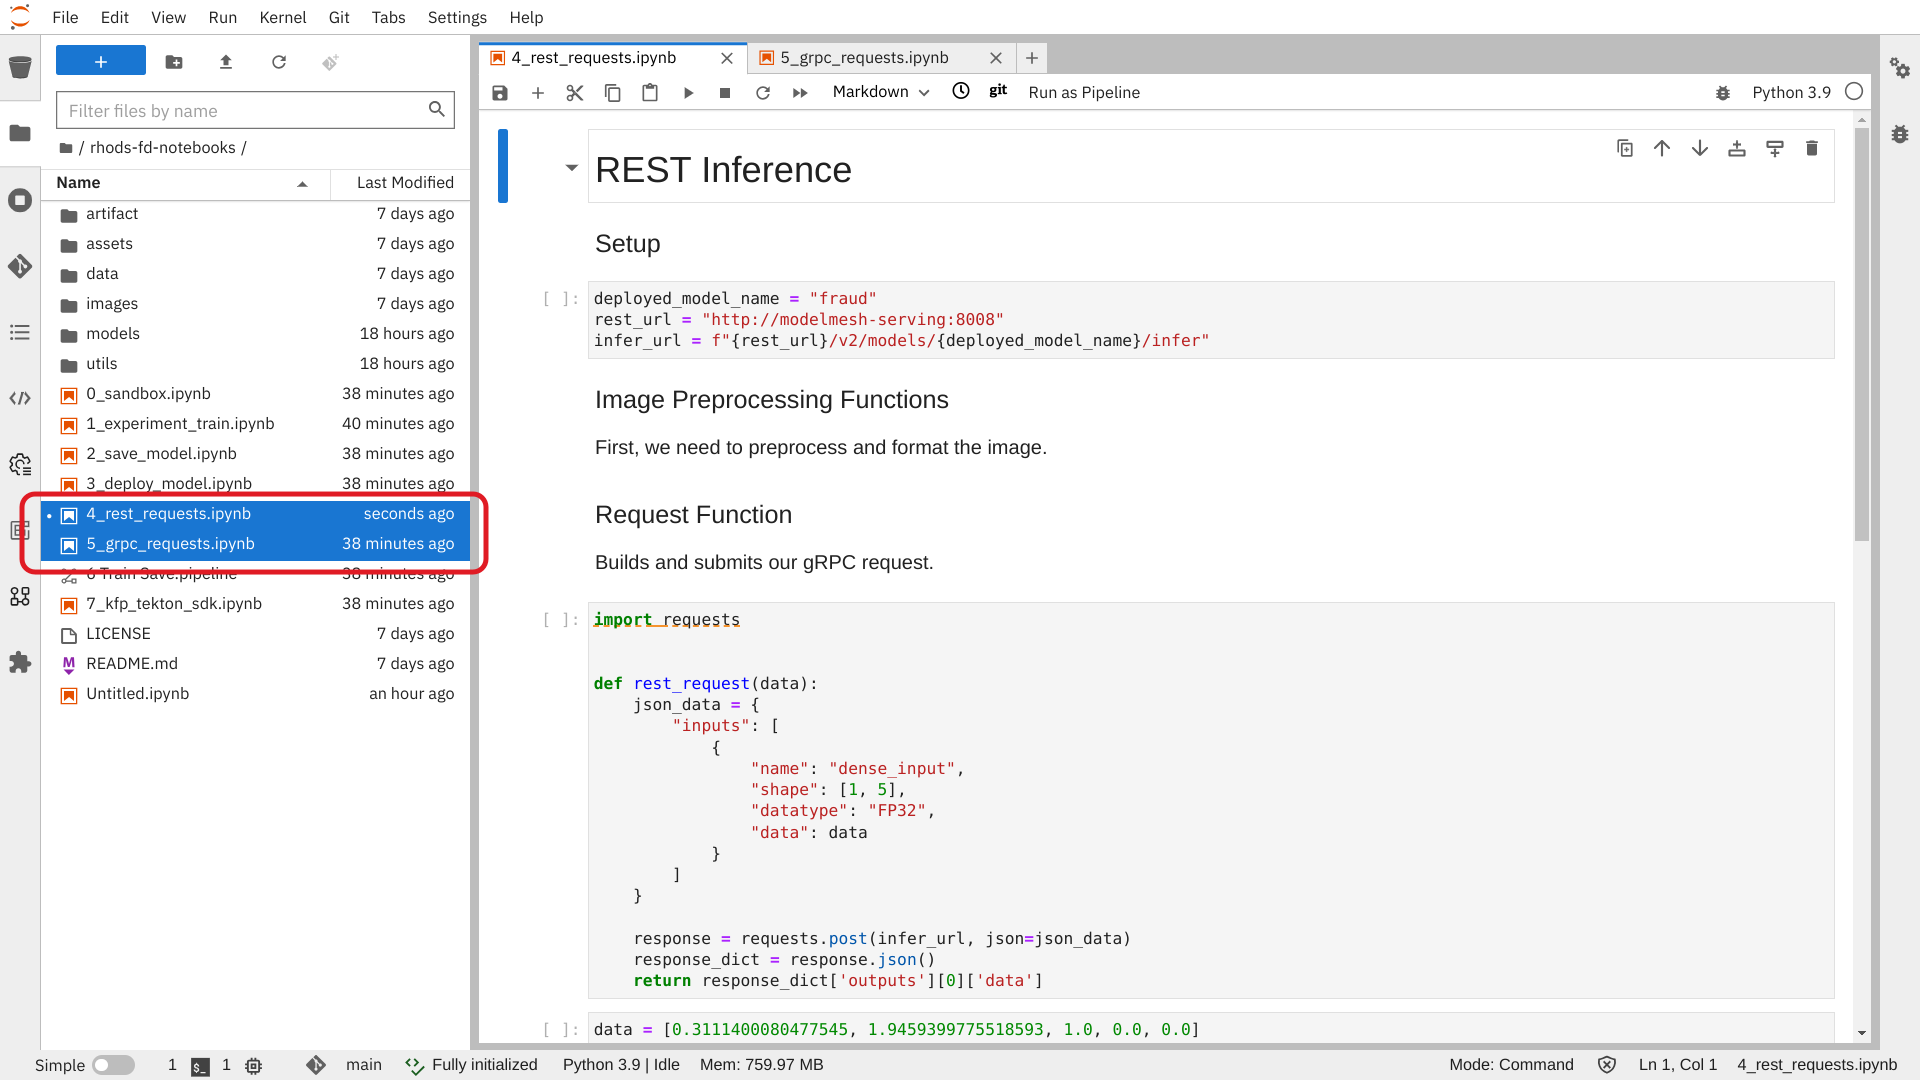 File Edit View Run Kernel Git Tabs Settings Help
+
Filter files by name
/ rhods-fd-notebooks /
Name Last Modified
artifact 7 days ago
assets 7 days ago
data 7 days ago
images 7 days ago
models 18 hours ago
utils 18 hours ago
0_sandbox.ipynb 38 minutes ago
1_experiment_train.ipynb 40 minutes ago
2_save_model.ipynb 38 minutes ago
3_deploy_model.ipynb 38 minutes ago
4_rest_requests.ipynb seconds ago
5_grpc_requests.ipynb 38 minutes ago
6 Train Save.pipeline 38 minutes ago
7_kfp_tekton_sdk.ipynb 38 minutes ago
LICENSE 7 days ago
README.md 7 days ago
Untitled.ipynb an hour ago
4_rest_requests.ipynb 5_grpc_requests.ipynb
Markdown git Run as Pipeline Python 3.9
REST Inference
Setup
[ ]: deployed_model_name = "fraud"
rest_url = "http://modelmesh-serving:8008"
infer_url = f"{rest_url}/v2/models/{deployed_model_name}/infer"
Image Preprocessing Functions
First, we need to preprocess and format the image.
Request Function
Builds and submits our gRPC request.
[ ]: import requests
def rest_request(data):
json_data = {
"inputs": [
{
"name": "dense_input",
"shape": [1, 5],
"datatype": "FP32",
"data": data
}
]
}
response = requests.post(infer_url, json=json_data)
response_dict = response.json()
return response_dict['outputs'][0]['data']
[ ]: data = [0.3111400080477545, 1.9459399775518593, 1.0, 0.0, 0.0]
Simple 1 $_ 1 main Fully initialized Python 3.9 | Idle Mem: 759.97 MB Mode: Command Ln 1, Col 1 4_rest_requests.ipynb